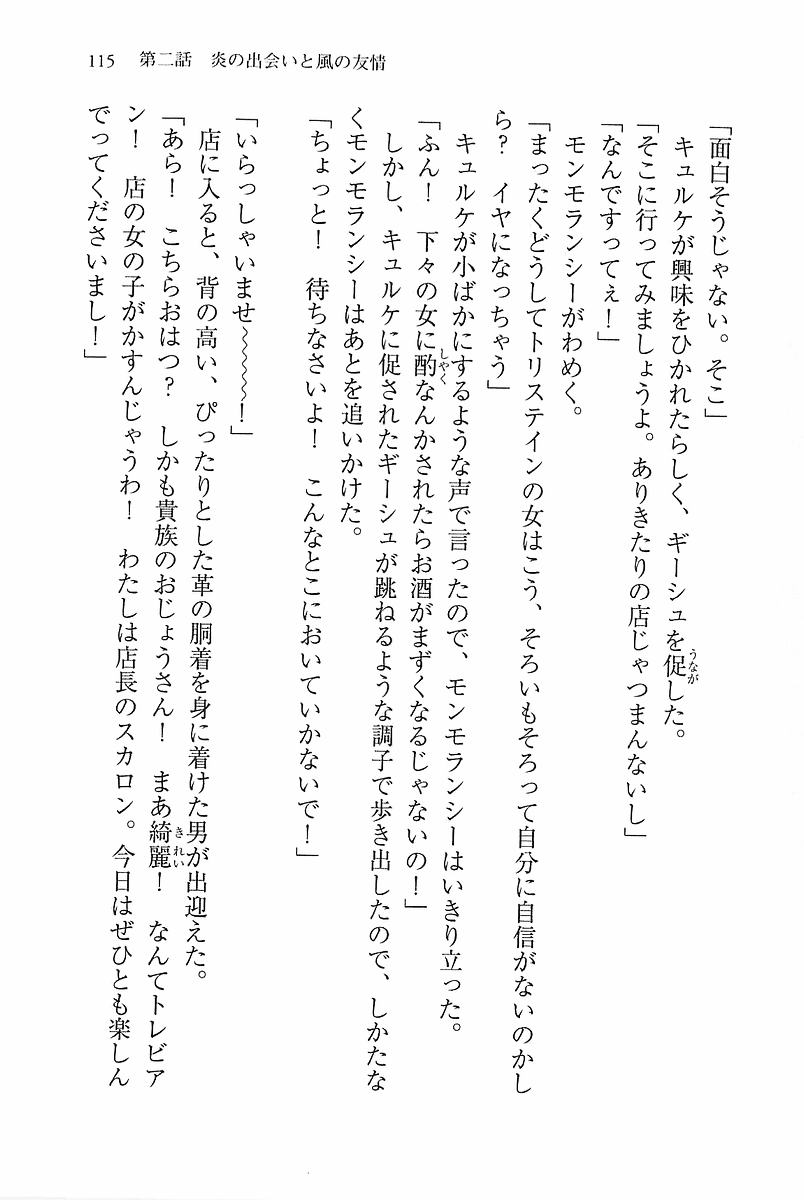 115　第二話　炎の出会いと風の友情
「面白そうじゃない。そこ」
　キュルケが興味をひかれたらしく、ギーシュを促した。
「そこに行ってみましょうよ。ありきたりの店じゃつまんないし」
「なんですってぇ！」
　モンモランシーがわめく。
「まったくどうしてトリステインの女はこう、そろいもそろって自分に自信がないのかし
ら？　イヤになっちゃう」
　キュルケが小ばかにするような声で言ったので、モンモランシーはいきり立った。
「ふん！　下々の女に酌なんかされたらお酒がまずくなるじゃないの！」
　しかし、キュルケに促されたギーシュが跳ねるような調子で歩き出したので、しかたな
くモンモランシーはあとを追いかけた。
「ちょっと！　待ちなさいよ！　こんなとこにおいていかないで！」
「いらっしゃいませ～～～～！」
　店に入ると、背の高い、ぴったりとした革の胴着を身に着けた男が出迎えた。
「あら！　こちらおはつ？　しかも貴族のおじょうさん！　まあ綺麗！　なんてトレビア
ン！　店の女の子がかすんじゃうわ！　わたしは店長のスカロン。今日はぜひとも楽しん
でってくださいまし！」